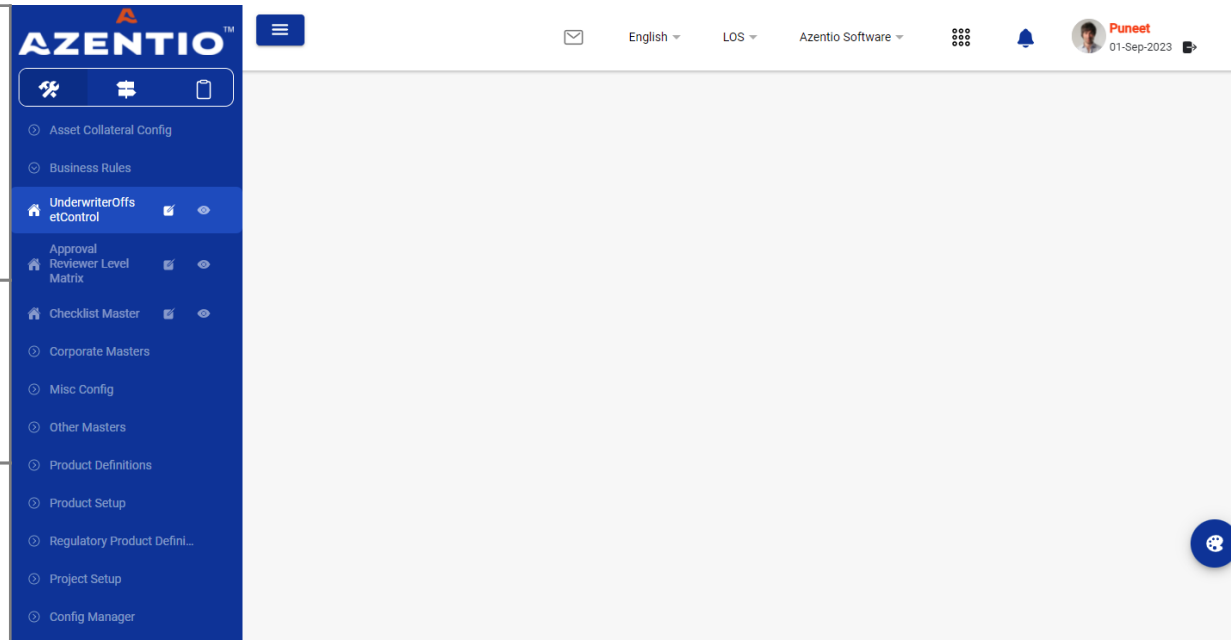 AZENTIO™
English
LOS
Azentio Software
Puneet
01-Sep-2023
Asset Collateral Config
Business Rules
UnderwriterOffs
etControl
Approval
Reviewer Level
Matrix
Checklist Master
Corporate Masters
Misc Config
Other Masters
Product Definitions
Product Setup
Regulatory Product Defini...
Project Setup
Config Manager